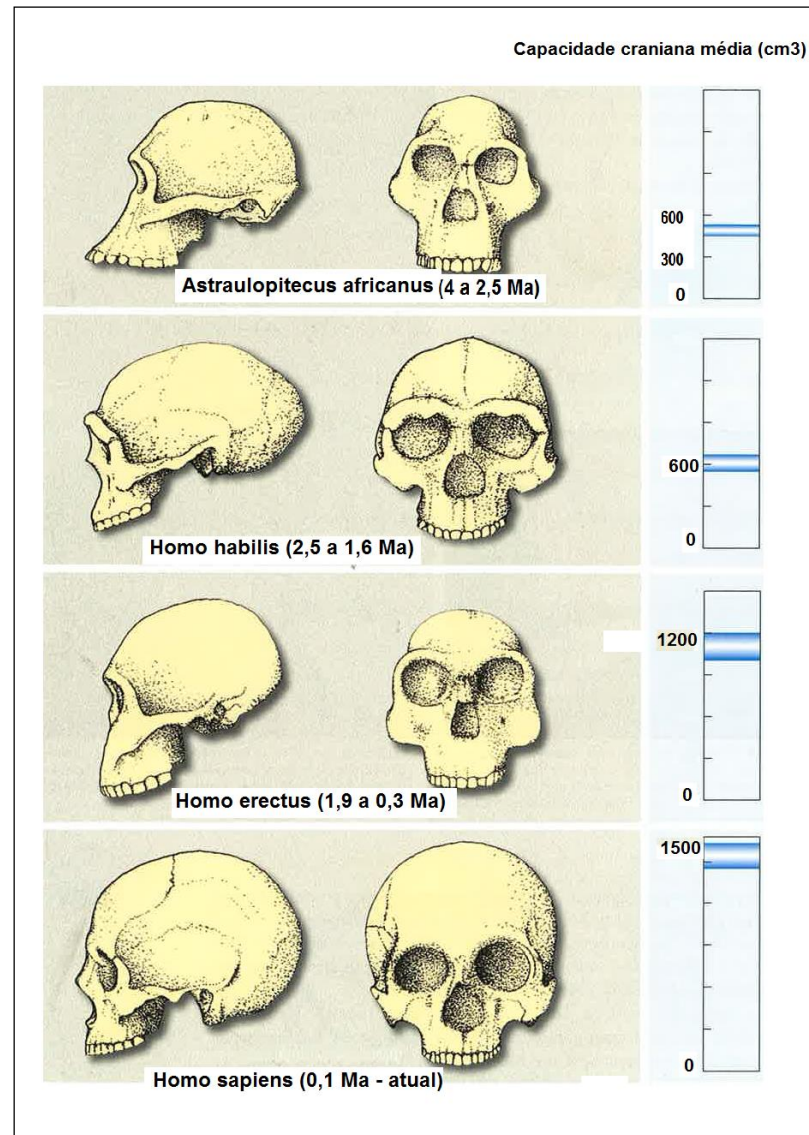 Capacidade craniana média (cm3)
600
300
0
Astraulopitecus africanus (4 a 2,5 Ma)
600
0
Homo habilis (2,5 a 1,6 Ma)
1200
0
Homo erectus (1,9 a 0,3 Ma)
1500
0
Homo sapiens (0,1 Ma - atual)